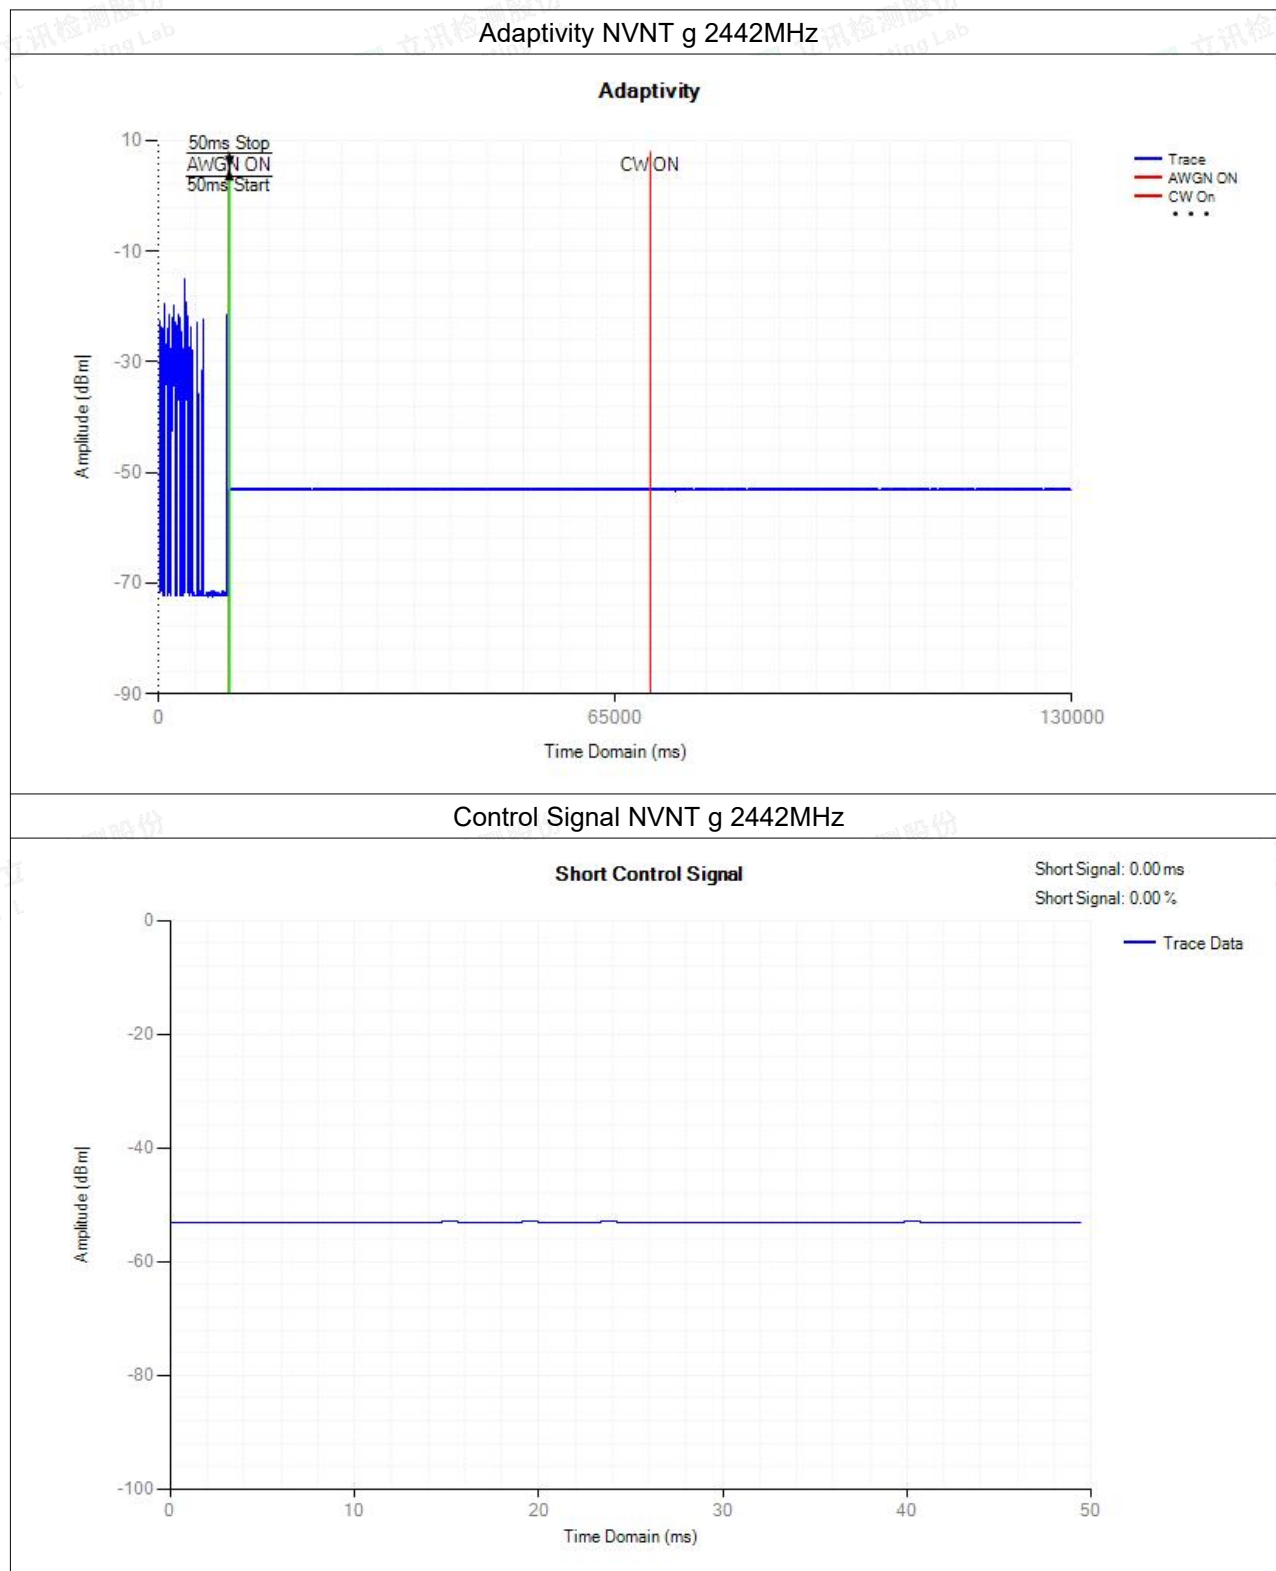 Adaptivity NVNT g 2442MHz
Adaptivity
10
50ms Stop
AWGN ON
50ms Start
CW ON
Trace
AWGN ON
CW On
• • •
-10
-30
-50
-70
-90
Amplitude [dBm]
0
65000
130000
Time Domain (ms)
Control Signal NVNT g 2442MHz
Short Control Signal
Short Signal: 0.00 ms
Short Signal: 0.00 %
Trace Data
0
-20
-40
-60
-80
-100
Amplitude [dBm]
0
10
20
30
40
50
Time Domain (ms)